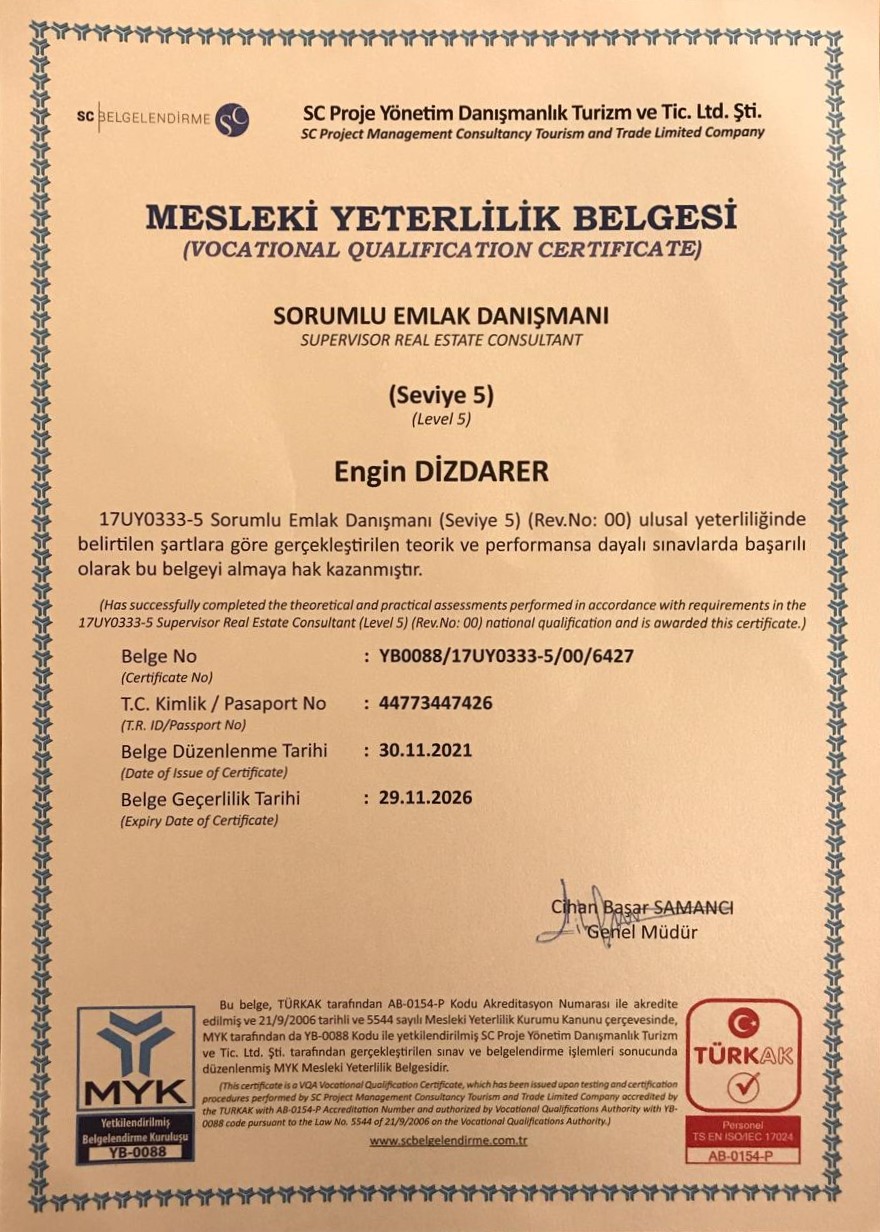 SC BELGELENDİRME SC
SC Proje Yönetim Danışmanlık Turizm ve Tic. Ltd. Şti.
SC Project Management Consultancy Tourism and Trade Limited Company
MESLEKİ YETERLİLİK BELGESİ
(VOCATIONAL QUALIFICATION CERTIFICATE)
SORUMLU EMLAK DANIŞMANI
SUPERVISOR REAL ESTATE CONSULTANT
(Seviye 5)
(Level 5)
Engin DİZDARER
17UY0333-5 Sorumlu Emlak Danışmanı (Seviye 5) (Rev.No: 00) ulusal yeterliliğinde
belirtilen şartlara göre gerçekleştirilen teorik ve performansa dayalı sınavlarda başarılı
olarak bu belgeyi almaya hak kazanmıştır.
(Has successfully completed the theoretical and practical assessments performed in accordance with requirements in the
17UY0333-5 Supervisor Real Estate Consultant (Level 5) (Rev.No: 00) national qualification and is awarded this certificate.)
Belge No : YB0088/17UY0333-5/00/6427
(Certificate No)
T.C. Kimlik / Pasaport No : 44773447426
(T.R. ID/Passport No)
Belge Düzenlenme Tarihi : 30.11.2021
(Date of Issue of Certificate)
Belge Geçerlilik Tarihi : 29.11.2026
(Expiry Date of Certificate)
Cihan Başar SAMANCI
Genel Müdür
Bu belge, TÜRKAK tarafından AB-0154-P Kodu Akreditasyon Numarası ile akredite
edilmiş ve 21/9/2006 tarihli ve 5544 sayılı Mesleki Yeterlilik Kurumu Kanunu çerçevesinde,
MYK tarafından da YB-0088 Kodu ile yetkilendirilmiş SC Proje Yönetim Danışmanlık Turizm
ve Tic. Ltd. Şti. tarafından gerçekleştirilen sınav ve belgelendirme işlemleri sonucunda
düzenlenmiş MYK Mesleki Yeterlilik Belgesidir.
(This certificate is a VQA Vocational Qualification Certificate, which has been issued upon testing and certification
procedures performed by SC Project Management Consultancy Tourism and Trade Limited Company accredited by
the TURKAK with AB-0154-P Accreditation Number and authorized by Vocational Qualifications Authority with YB-
0088 code pursuant to the Law No. 5544 of 21/9/2006 on the Vocational Qualifications Authority.)
www.scbelgelendirme.com.tr
MYK
Yetkilendirilmiş
Belgelendirme Kuruluşu
YB-0088
TÜRKAK
Personel
TS EN ISO/IEC 17024
AB-0154-P